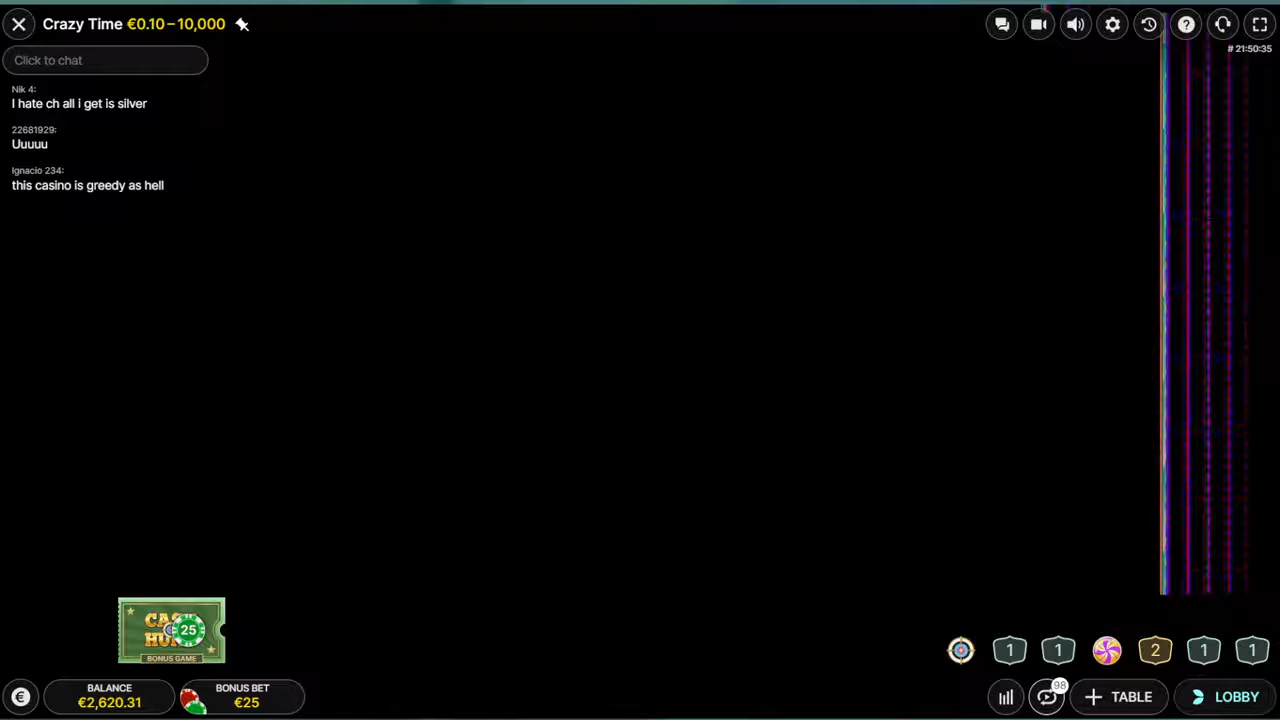 Crazy Time €0.10 – 10,000
# 21:50:35
Click to chat
Nik 4:
I hate ch all i get is silver
22681929:
Uuuuu
Ignacio 234:
this casino is greedy as hell
25
BONUS GAME
1
1
2
1
1
BALANCE
€2,620.31
BONUS BET
€25
98
TABLE
LOBBY